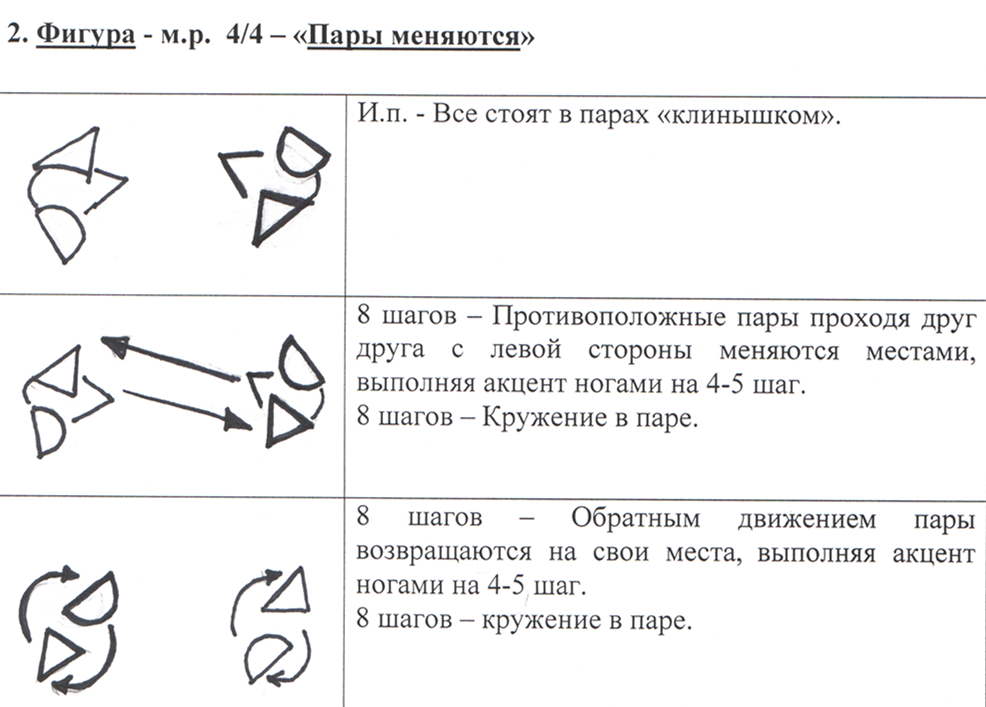 2. Фигура - м.р. 4/4 – «Пары меняются»
И.п. - Все стоят в парах «клинышком».
8 шагов – Противоположные пары проходя друг
друга с левой стороны меняются местами,
выполняя акцент ногами на 4-5 шаг.
8 шагов – Кружение в паре.
8 шагов – Обратным движением пары
возвращаются на свои места, выполняя акцент
ногами на 4-5 шаг.
8 шагов – кружение в паре.